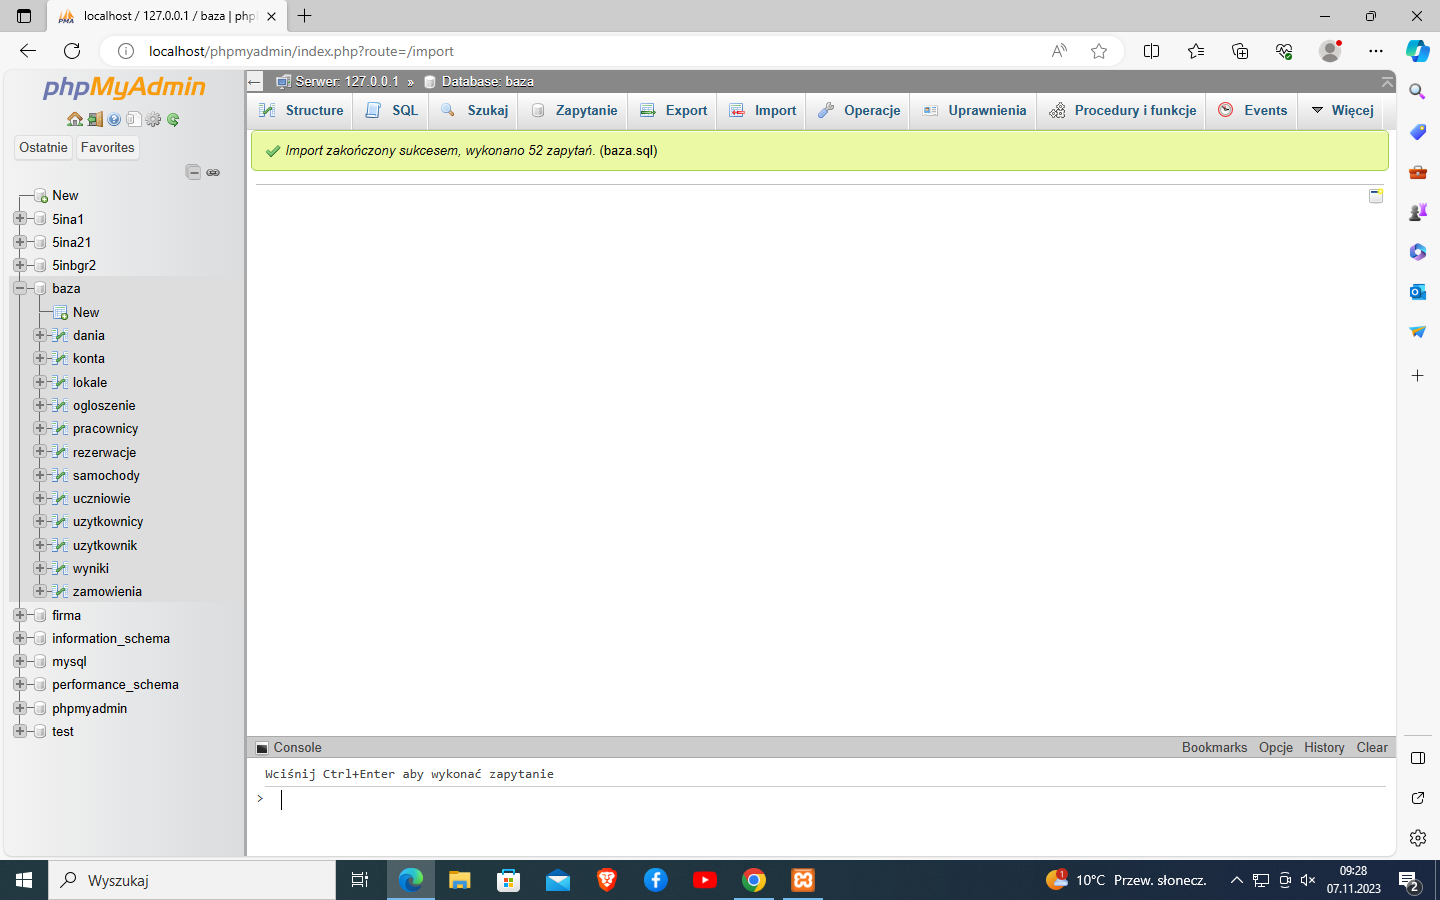 localhost / 127.0.0.1 / baza | php
localhost/phpmyadmin/index.php?route=/import
phpMyAdmin
Ostatnie Favorites
New
5ina1
5ina21
5inbgr2
baza
New
dania
konta
lokale
ogloszenie
pracownicy
rezerwacje
samochody
uczniowie
uzytkownicy
uzytkownik
wyniki
zamowienia
firma
information_schema
mysql
performance_schema
phpmyadmin
test
Serwer: 127.0.0.1 » Database: baza
Structure SQL Szukaj Zapytanie Export Import Operacje Uprawnienia Procedury i funkcje Events Więcej
Import zakończony sukcesem, wykonano 52 zapytań. (baza.sql)
Console Bookmarks Opcje History Clear
Wciśnij Ctrl+Enter aby wykonać zapytanie
>
Wyszukaj
1 10°C Przew. słonecz.
09:28
07.11.2023
2